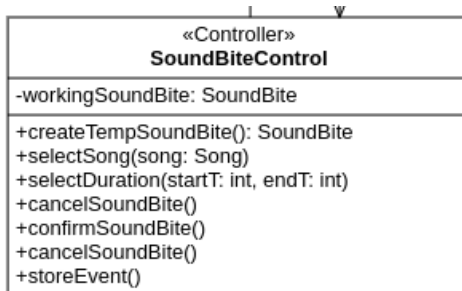 «Controller»
SoundBiteControl
-workingSoundBite: SoundBite
+createTempSoundBite(): SoundBite
+selectSong(song: Song)
+selectDuration(startT: int, endT: int)
+cancelSoundBite()
+confirmSoundBite()
+cancelSoundBite()
+storeEvent()